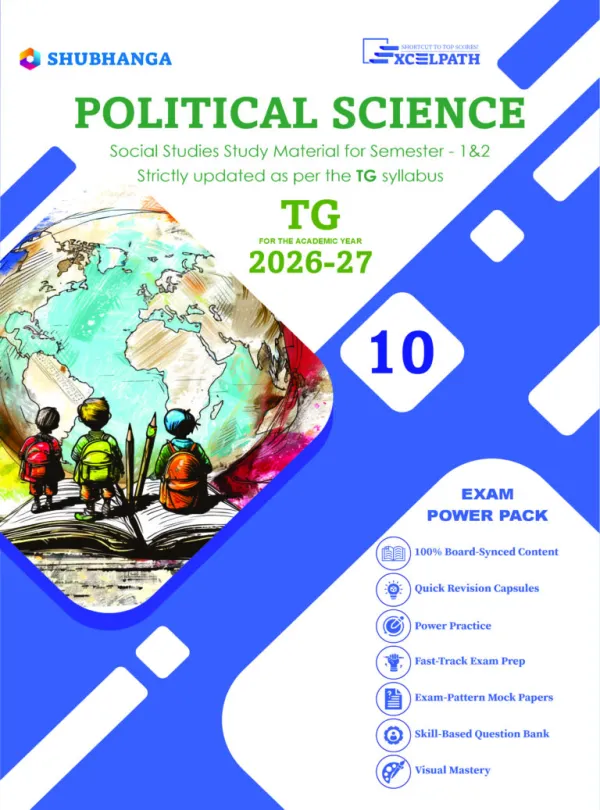 SHUBHANGA
SHORTCUT TO TOP SCORES!
EXCELPATH
POLITICAL SCIENCE
Social Studies Study Material for Semester - 1&2
Strictly updated as per the TG syllabus
TG
FOR THE ACADEMIC YEAR
2026-27
10
EXAM
POWER PACK
100% Board-Synced Content
Quick Revision Capsules
Power Practice
Fast-Track Exam Prep
Exam-Pattern Mock Papers
Skill-Based Question Bank
Visual Mastery